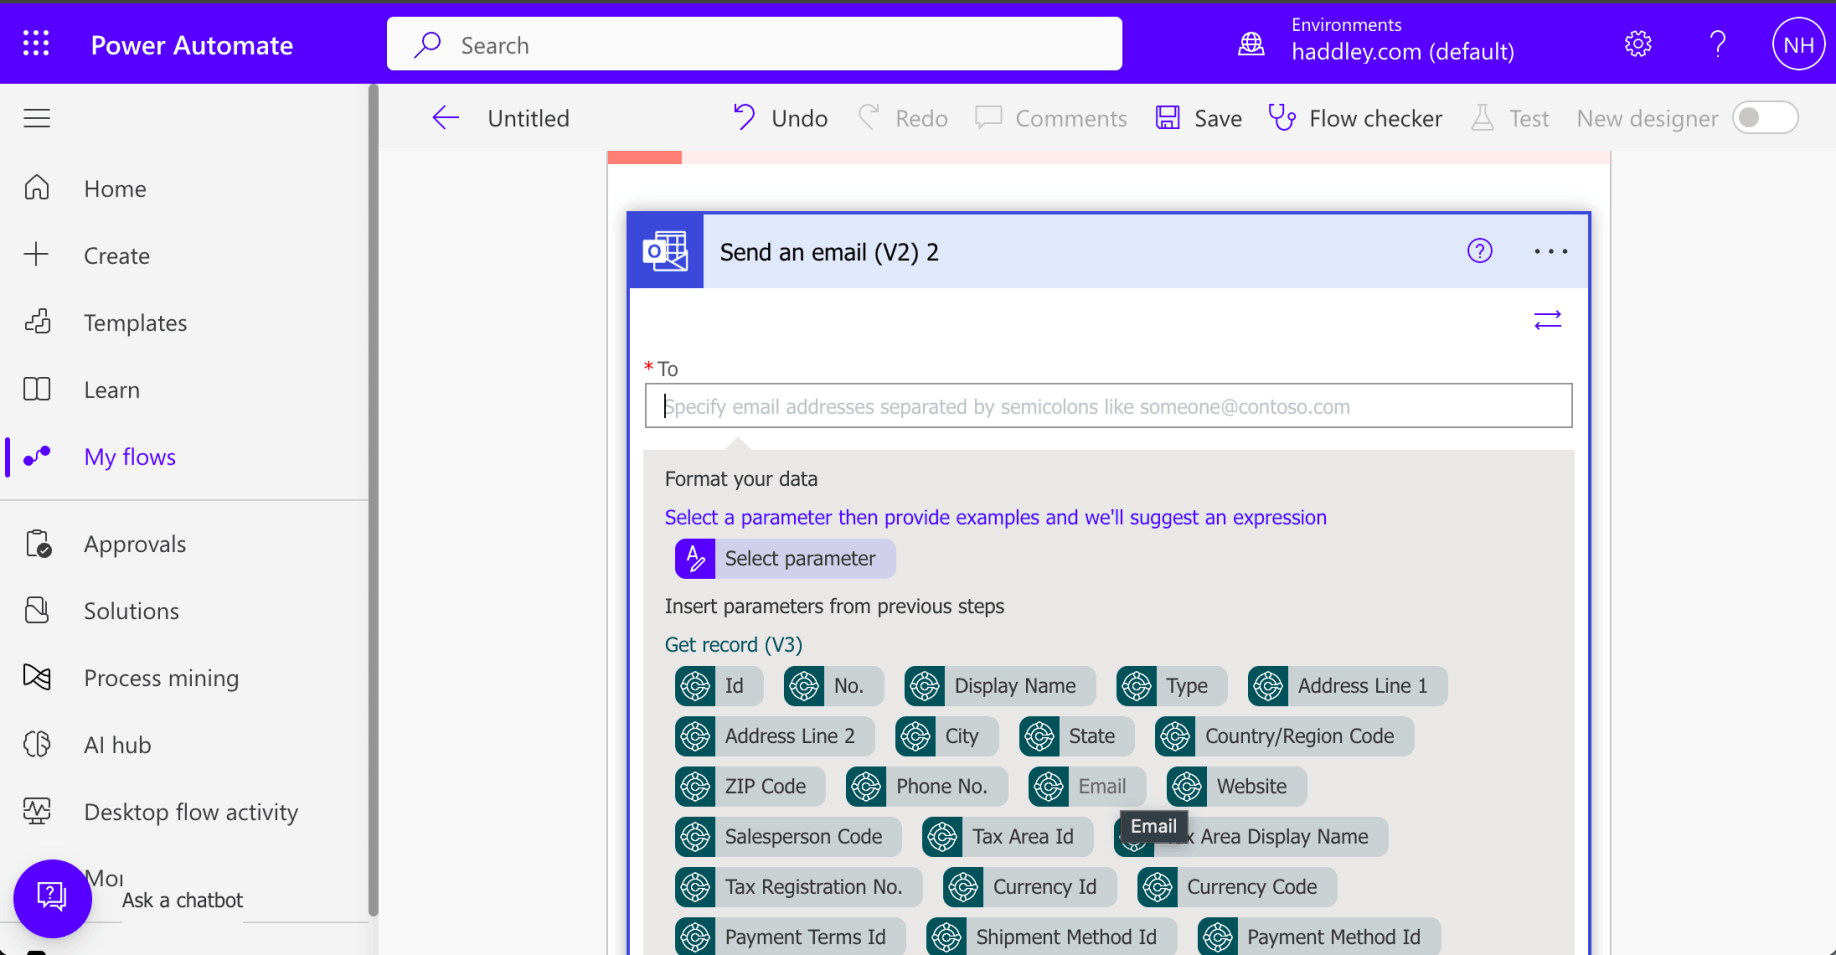 Power Automate
Search
Environments
haddley.com (default)
?
NH
Untitled
Undo
Redo
Comments
Save
Flow checker
Test
New designer
Home
Create
Templates
Learn
My flows
Approvals
Solutions
Process mining
AI hub
Desktop flow activity
Ask a chatbot
Send an email (V2) 2
?
* To
Specify email addresses separated by semicolons like someone@contoso.com
Format your data
Select a parameter then provide examples and we'll suggest an expression
Select parameter
Insert parameters from previous steps
Get record (V3)
Id No. Display Name Type Address Line 1
Address Line 2 City State Country/Region Code
ZIP Code Phone No. Email Website
Email
Salesperson Code Tax Area Id Area Display Name
Tax Registration No. Currency Id Currency Code
Payment Terms Id Shipment Method Id Payment Method Id